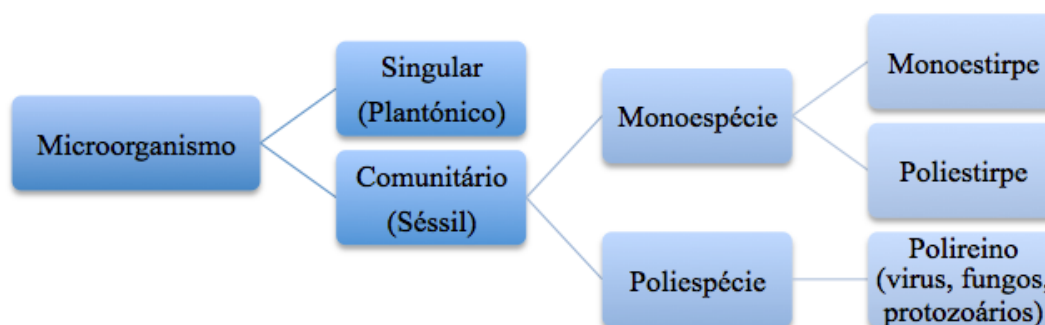 Microorganismo
Singular
(Plantónico)
Comunitário
(Séssil)
Monoespécie
Poliespécie
Monoestirpe
Poliestirpe
Polireino
(virus, fungos,
protozoários)